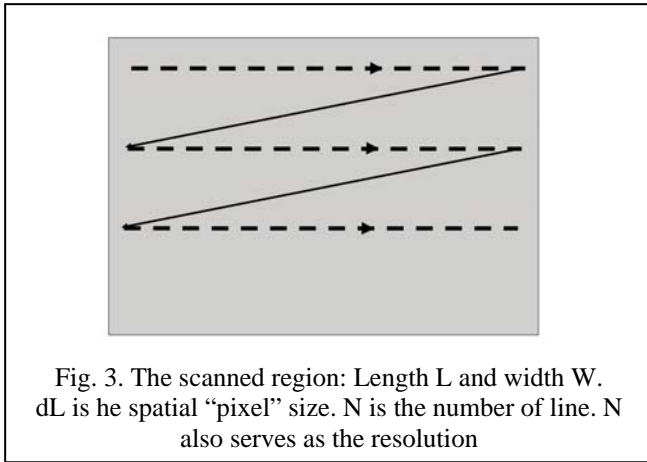 Fig. 3. The scanned region: Length L and width W.
dL is he spatial “pixel” size. N is the number of line. N
also serves as the resolution